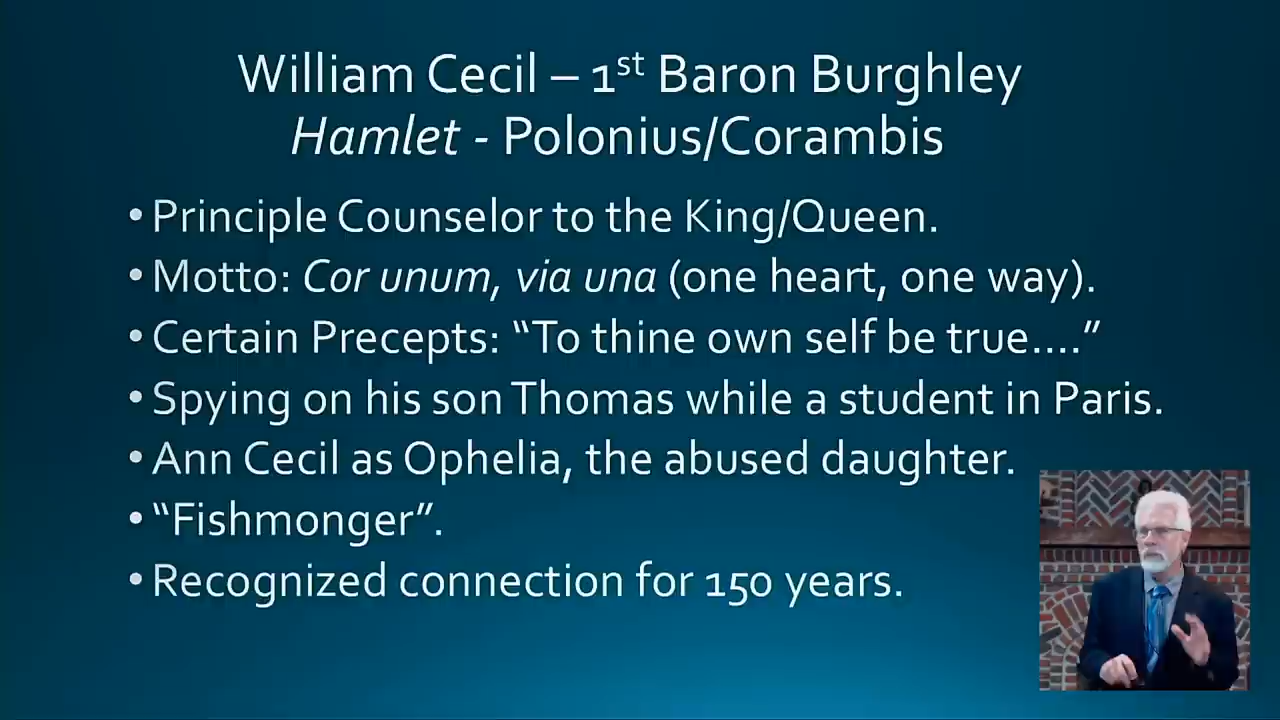 William Cecil – 1st Baron Burghley
Hamlet - Polonius/Corambis
• Principle Counselor to the King/Queen.
• Motto: Cor unum, via una (one heart, one way).
• Certain Precepts: “To thine own self be true....”
• Spying on his son Thomas while a student in Paris.
• Ann Cecil as Ophelia, the abused daughter.
• “Fishmonger”.
• Recognized connection for 150 years.